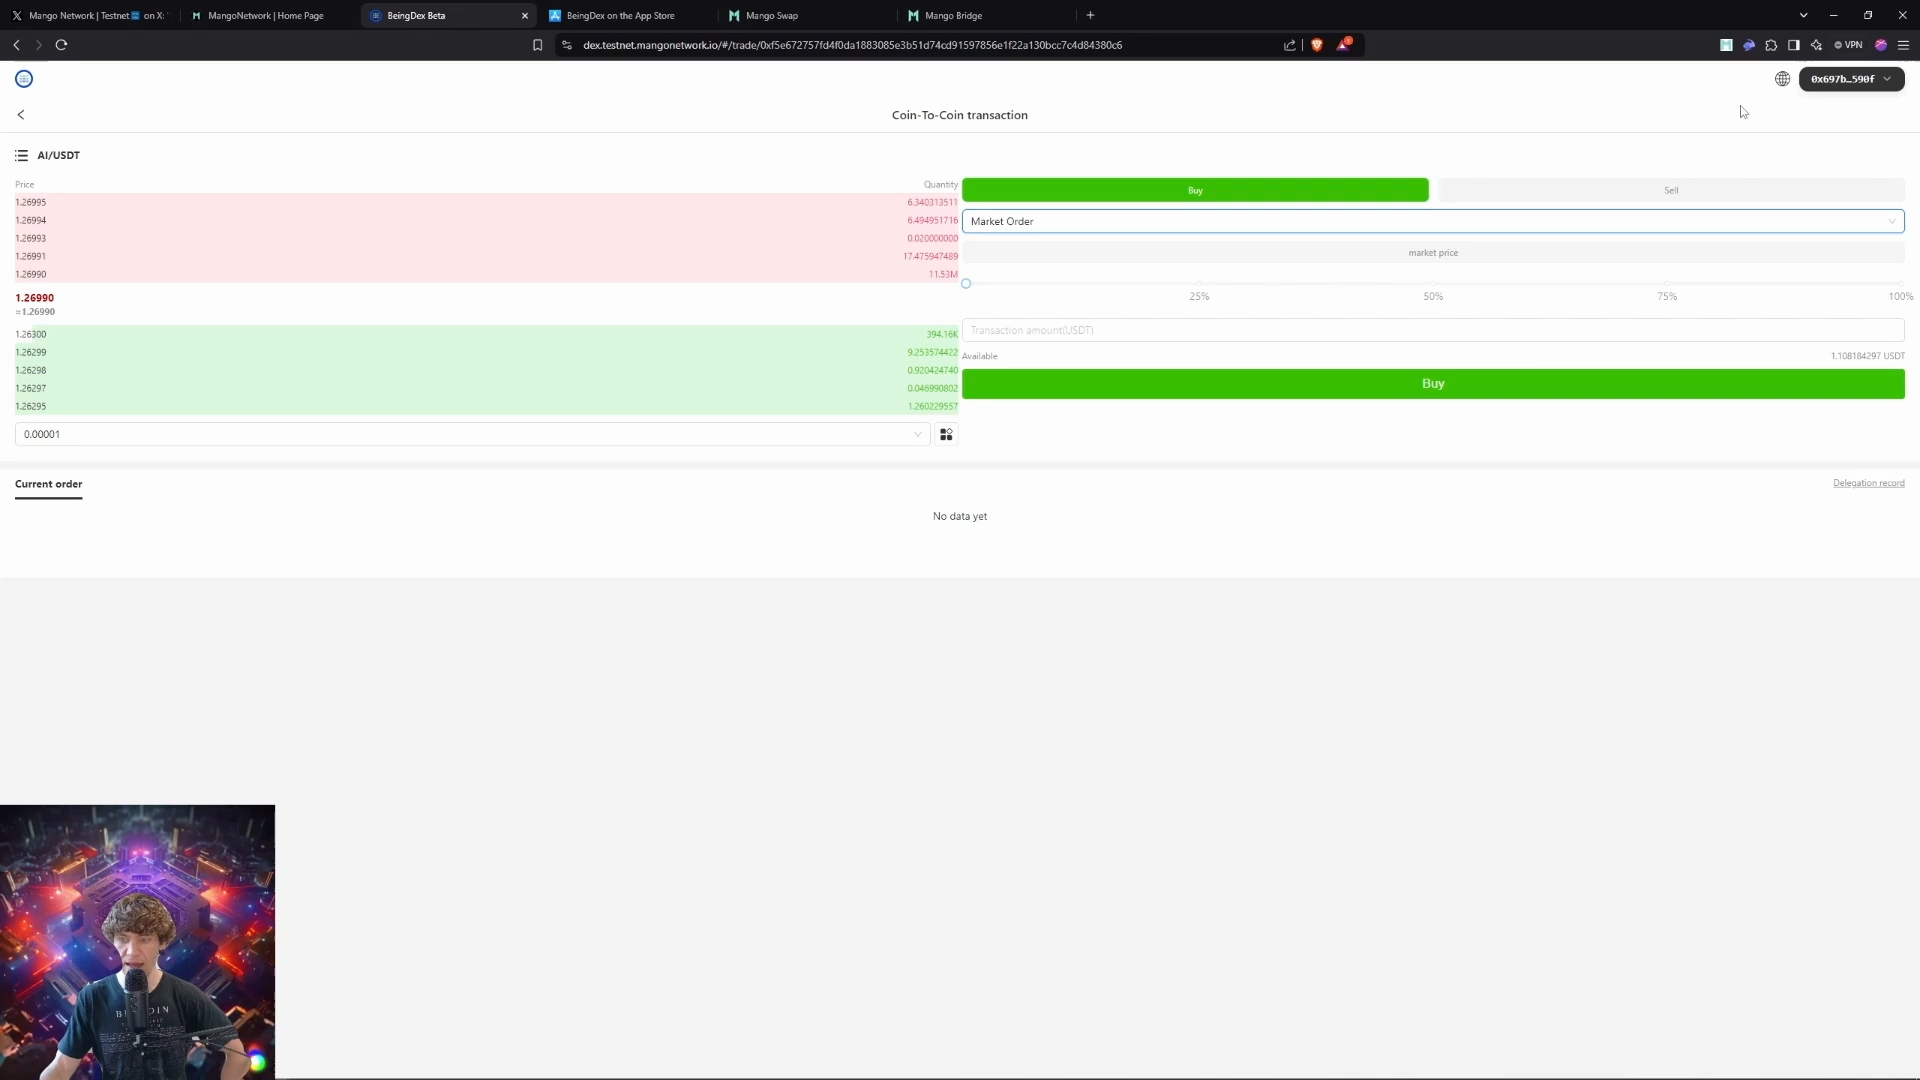 Mango Network | Testnet on X:
MangoNetwork | Home Page
BeingDex Beta
BeingDex on the App Store
Mango Swap
Mango Bridge
dex.testnet.mangonetwork.io/#/trade/0xf5e672757fd4f0da1883085e3b51d74cd91597856e1f22a130bcc7c4d84380c6
VPN
0x697b…590f
Coin-To-Coin transaction
AI/USDT
Price Quantity
1.26995 6.340313511
1.26994 6.494951716
1.26993 0.020000000
1.26991 17.475947489
1.26990 11.53M
1.26990
≈1.26990
1.26300 394.16K
1.26299 9.253574422
1.26298 0.920424740
1.26297 0.046990802
1.26295 1.260229557
0.00001
Buy Sell
Market Order
market price
25% 50% 75% 100%
Transaction amount(USDT)
Available 1.108184297 USDT
Buy
Current order
Delegation record
No data yet